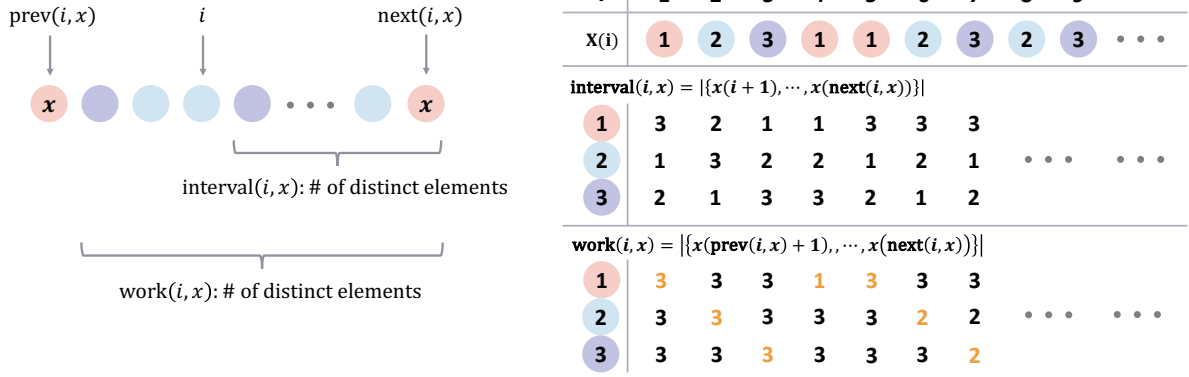 prev(i, x) i next(i, x)
x x
interval(i, x): # of distinct elements
work(i, x): # of distinct elements
X(i) 1 2 3 1 1 2 3 2 3 • • •
interval(i, x) = |{x(i + 1), ⋯, x(next(i, x))}|
1 3 2 1 1 3 3 3
2 1 3 2 2 1 2 1 • • • • • •
3 2 1 3 3 2 1 2
work(i, x) = |{x(prev(i, x) + 1), , ⋯, x(next(i, x))}|
1 3 3 3 1 3 3 3
2 3 3 3 3 3 2 2 • • • • • •
3 3 3 3 3 3 3 2